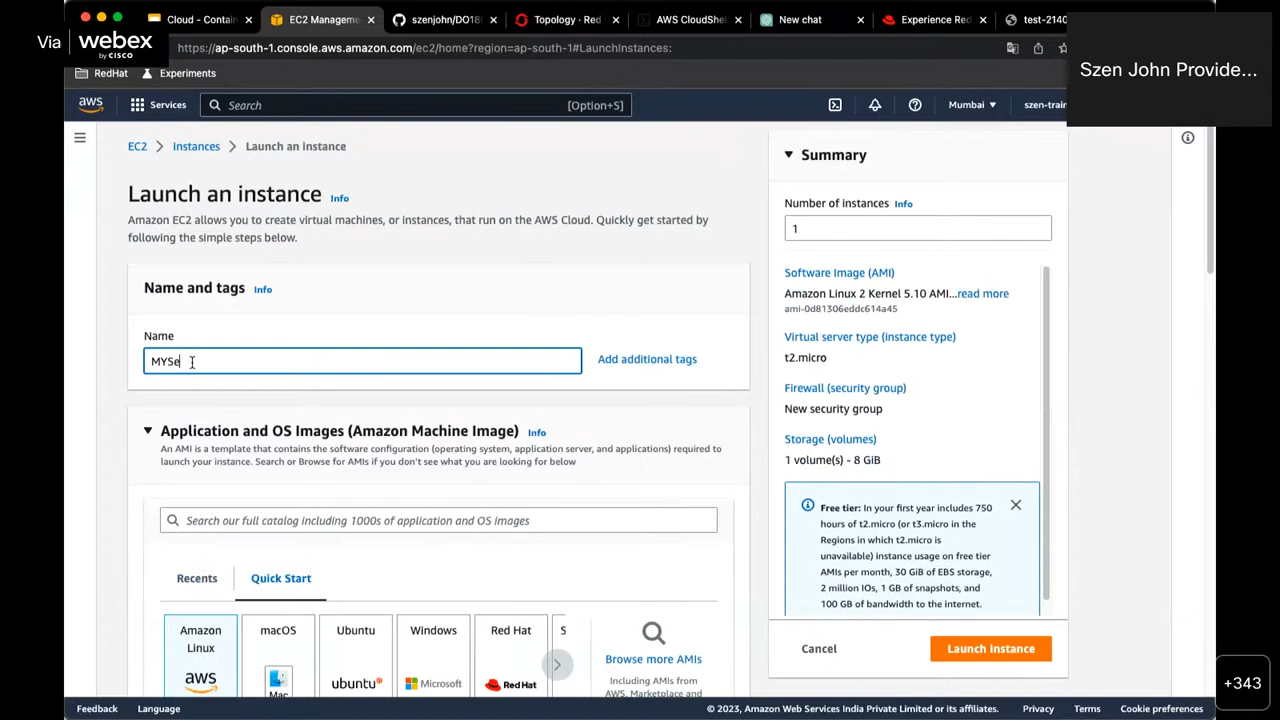 Cloud - Contain
EC2 Manageme
szenjohn/DO18
Topology · Red
AWS CloudShel
New chat
Experience Red
test-2140
Via webex
by CISCO
https://ap-south-1.console.aws.amazon.com/ec2/home?region=ap-south-1#LaunchInstances:
RedHat
Experiments
Szen John Provide...
aws
Services
Search
[Option+S]
Mumbai
szen-train
EC2 > Instances > Launch an instance
Launch an instance Info
Amazon EC2 allows you to create virtual machines, or instances, that run on the AWS Cloud. Quickly get started by
following the simple steps below.
Name and tags Info
Name
MYSe
Add additional tags
Application and OS Images (Amazon Machine Image) Info
An AMI is a template that contains the software configuration (operating system, application server, and applications) required to
launch your instance. Search or Browse for AMIs if you don't see what you are looking for below
Search our full catalog including 1000s of application and OS images
Recents
Quick Start
Amazon
Linux
aws
macOS
Mac
Ubuntu
ubuntu
Windows
Microsoft
Red Hat
RedHat
S
Browse more AMIs
Including AMIs from
AWS, Marketplace and
Summary
Number of instances Info
1
Software Image (AMI)
Amazon Linux 2 Kernel 5.10 AMI...read more
ami-0d81306eddc614a45
Virtual server type (instance type)
t2.micro
Firewall (security group)
New security group
Storage (volumes)
1 volume(s) - 8 GiB
Free tier: In your first year includes 750
hours of t2.micro (or t3.micro in the
Regions in which t2.micro is
unavailable) instance usage on free tier
AMIs per month, 30 GiB of EBS storage,
2 million IOs, 1 GB of snapshots, and
100 GB of bandwidth to the internet.
Cancel
Launch instance
+343
Feedback
Language
© 2023, Amazon Web Services India Private Limited or its affiliates.
Privacy
Terms
Cookie preferences